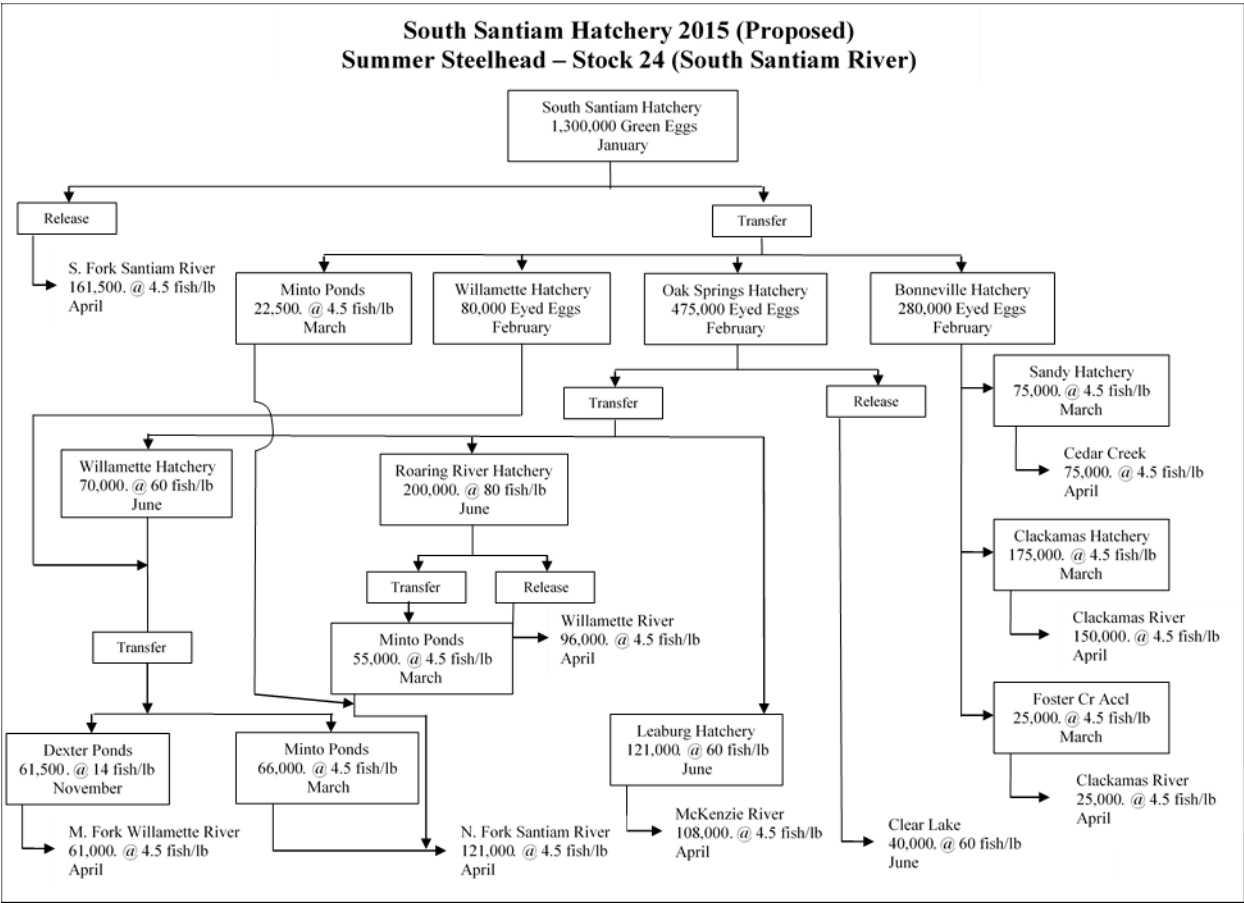 South Santiam Hatchery 2015 (Proposed)
Summer Steelhead – Stock 24 (South Santiam River)
South Santiam Hatchery
1,300,000 Green Eggs
January
Release
Transfer
S. Fork Santiam River
161,500. @ 4.5 fish/lb
April
Minto Ponds
22,500. @ 4.5 fish/lb
March
Willamette Hatchery
80,000 Eyed Eggs
February
Oak Springs Hatchery
475,000 Eyed Eggs
February
Bonneville Hatchery
280,000 Eyed Eggs
February
Transfer
Release
Sandy Hatchery
75,000. @ 4.5 fish/lb
March
Cedar Creek
75,000. @ 4.5 fish/lb
April
Willamette Hatchery
70,000. @ 60 fish/lb
June
Roaring River Hatchery
200,000. @ 80 fish/lb
June
Clackamas Hatchery
175,000. @ 4.5 fish/lb
March
Transfer
Release
Clackamas River
150,000. @ 4.5 fish/lb
April
Willamette River
96,000. @ 4.5 fish/lb
April
Minto Ponds
55,000. @ 4.5 fish/lb
March
Transfer
Foster Cr Accl
25,000. @ 4.5 fish/lb
March
Dexter Ponds
61,500. @ 14 fish/lb
November
Minto Ponds
66,000. @ 4.5 fish/lb
March
Leaburg Hatchery
121,000. @ 60 fish/lb
June
Clackamas River
25,000. @ 4.5 fish/lb
April
M. Fork Willamette River
61,000. @ 4.5 fish/lb
April
N. Fork Santiam River
121,000. @ 4.5 fish/lb
April
McKenzie River
108,000. @ 4.5 fish/lb
April
Clear Lake
40,000. @ 60 fish/lb
June